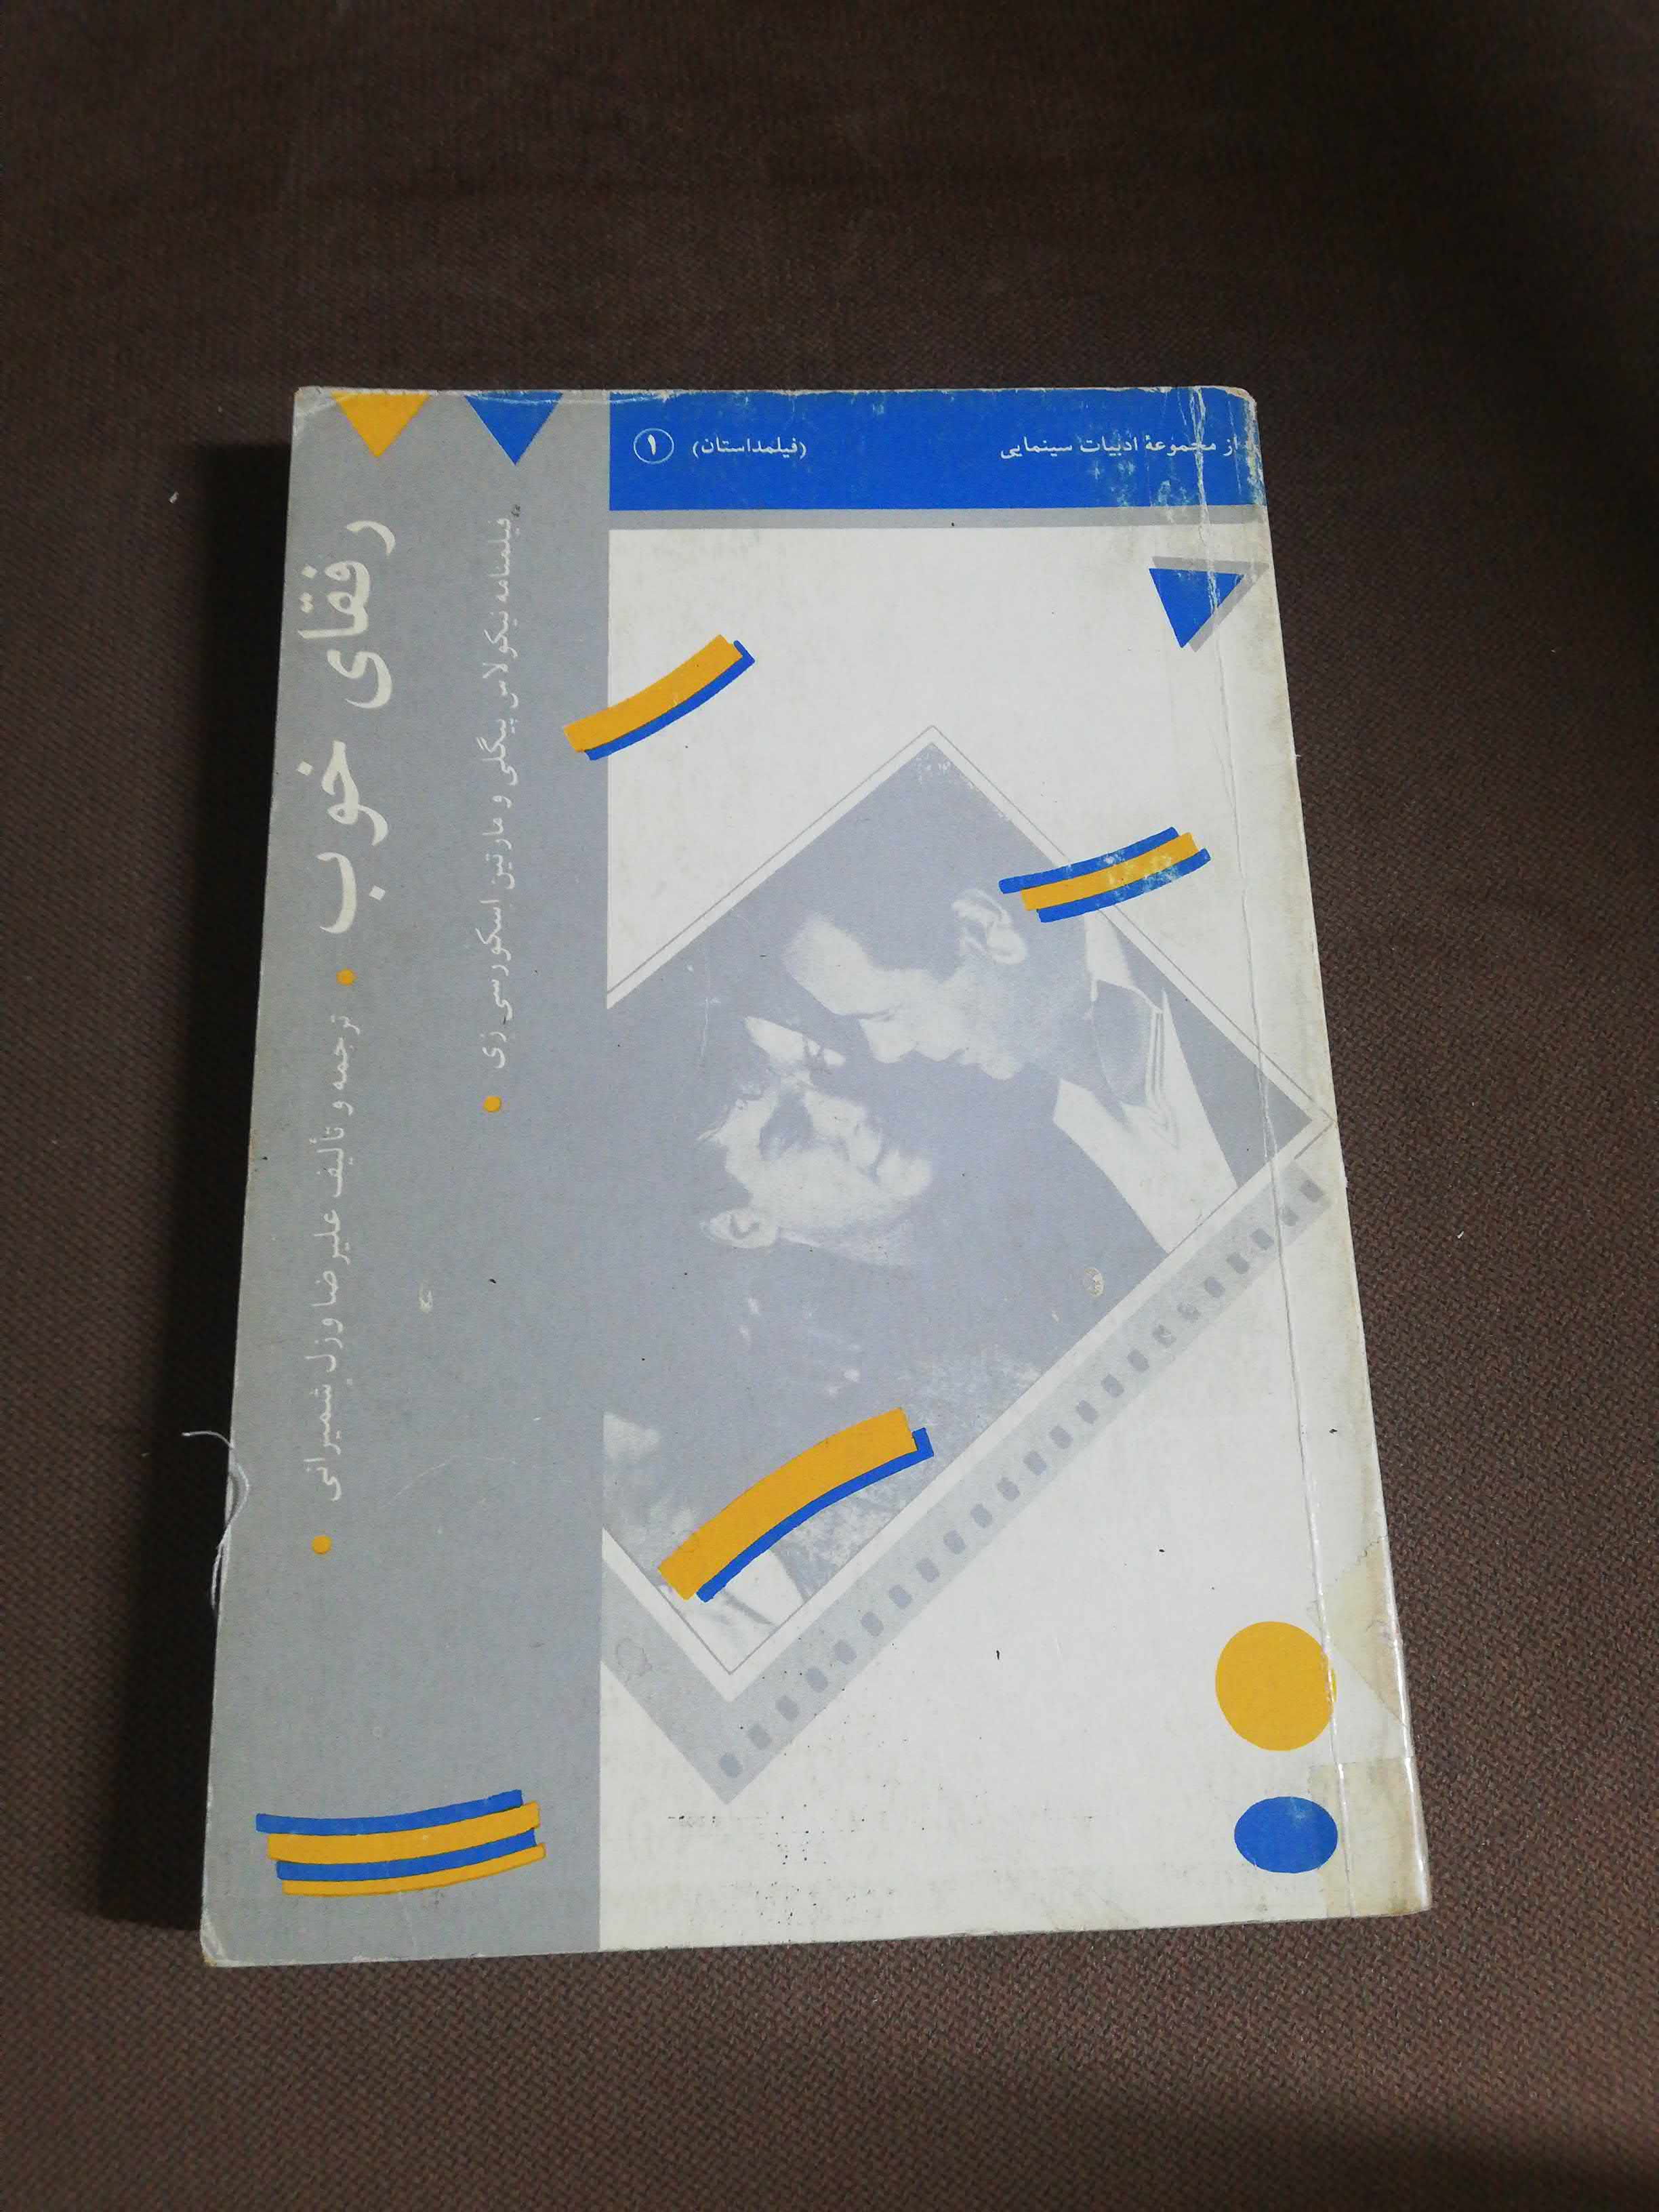 از مجموعهٔ ادبیات سینمایی
(فیلمداستان) ۱
رفقای خوب
فیلمنامه نیکولاس پیگلی و مارتین اسکورسی زی
ترجمه و تألیف علیرضا وزل شمیرانی